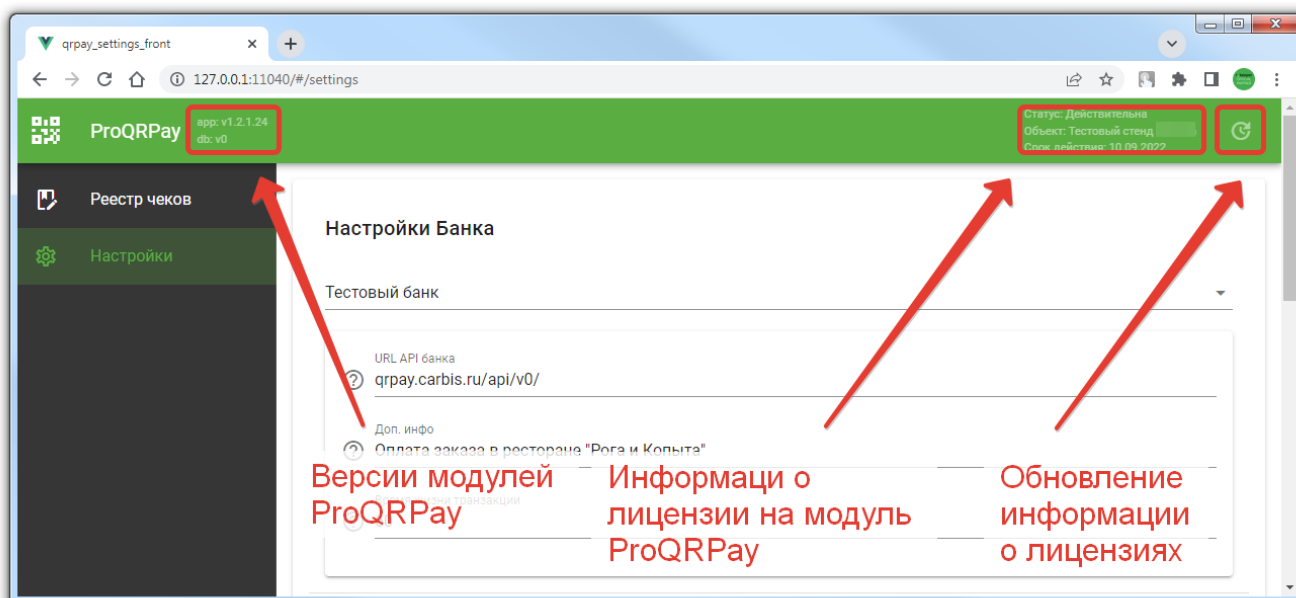 qrpay_settings_front
127.0.0.1:11040/#/settings
ProQRPay
app: v1.2.1.24
db: v0
Статус: Действительна
Объект: Тестовый стенд
Срок действия: 10.09.2022
Реестр чеков
Настройки
Настройки Банка
Тестовый банк
URL API банка
qrpay.carbis.ru/api/v0/
Доп. инфо
Оплата заказа в ресторане "Рога и Копыта"
транзакции
Версии модулей
ProQRPay
Информаци о
лицензии на модуль
ProQRPay
Обновление
информации
о лицензиях